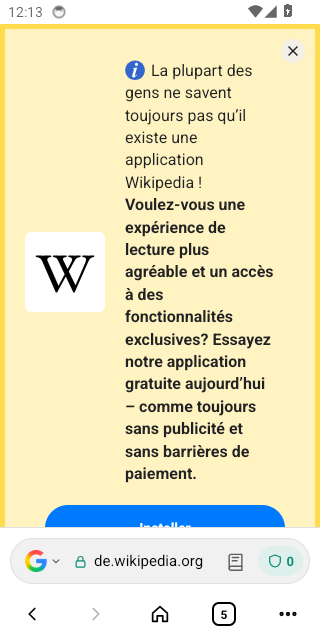 12:13
La plupart des
gens ne savent
toujours pas qu’il
existe une
application
Wikipedia !
Voulez-vous une
expérience de
lecture plus
agréable et un accès
à des
fonctionnalités
exclusives? Essayez
notre application
gratuite aujourd’hui
– comme toujours
sans publicité et
sans barrières de
paiement.
W
Installer
de.wikipedia.org
0
5